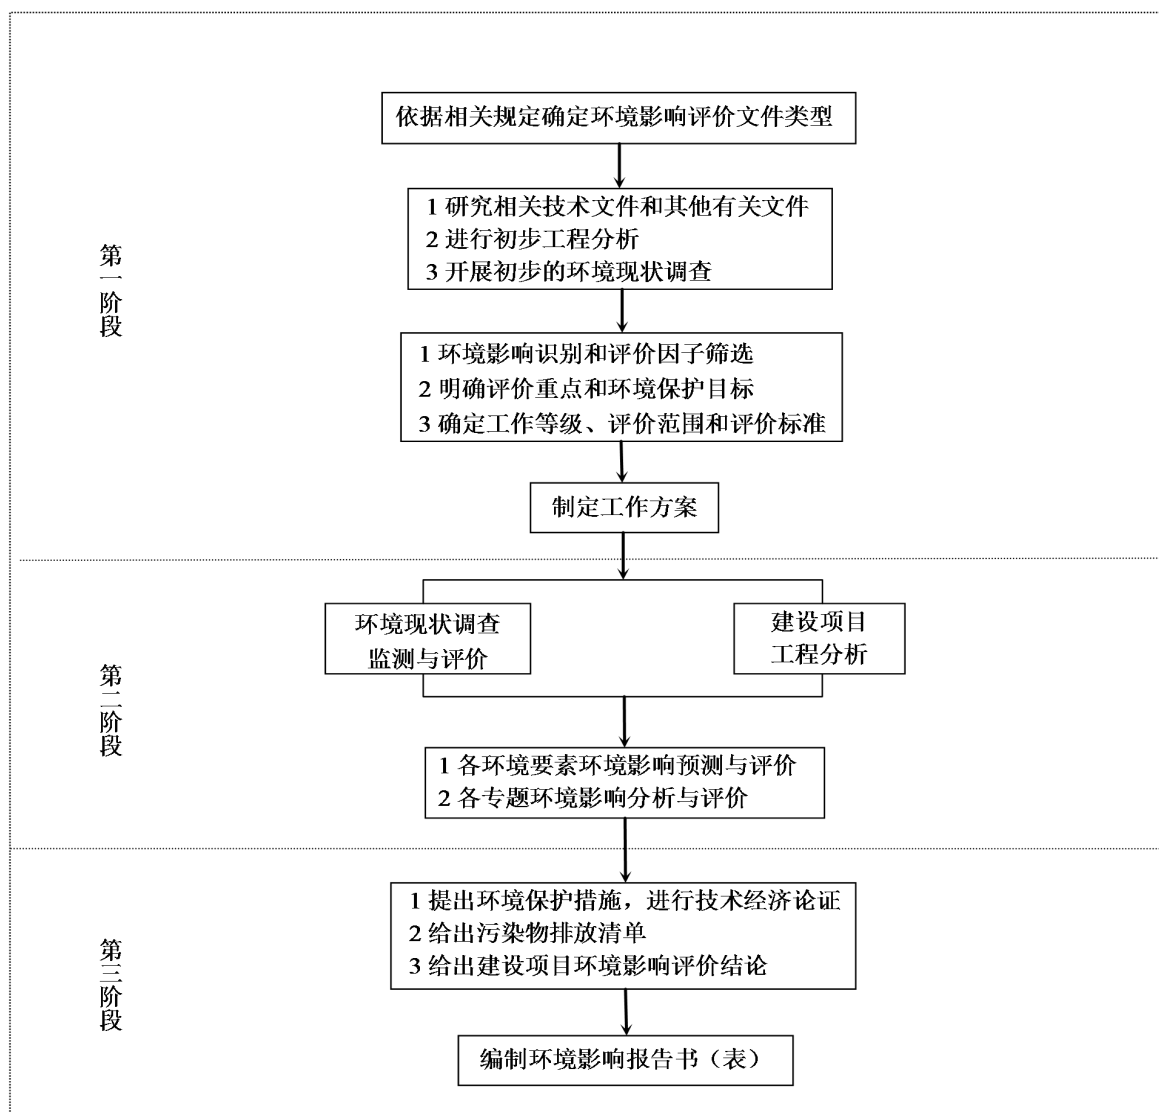 依据相关规定确定环境影响评价文件类型
1 研究相关技术文件和其他有关文件
2 进行初步工程分析
3 开展初步的环境现状调查
第一阶段
1 环境影响识别和评价因子筛选
2 明确评价重点和环境保护目标
3 确定工作等级、评价范围和评价标准
制定工作方案
环境现状调查
监测与评价
建设项目
工程分析
第二阶段
1 各环境要素环境影响预测与评价
2 各专题环境影响分析与评价
1 提出环境保护措施，进行技术经济论证
2 给出污染物排放清单
3 给出建设项目环境影响评价结论
第三阶段
编制环境影响报告书（表）